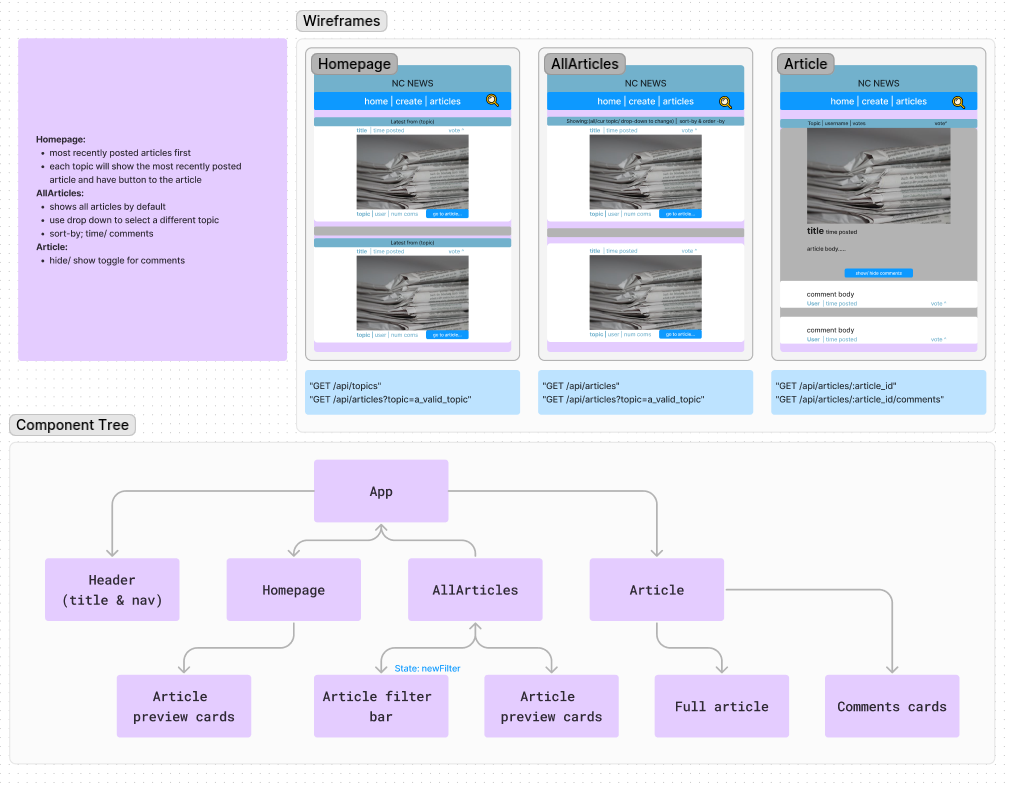 Wireframes
Homepage:
• most recently posted articles first
• each topic will show the most recently posted
article and have button to the article
AllArticles:
• shows all articles by default
• use drop down to select a different topic
• sort-by; time/ comments
Article:
• hide/ show toggle for comments
Homepage
NC NEWS
home | create | articles
Latest from (topic)
title | time posted vote ^
topic | user | num coms go to article...
Latest from (topic)
title | time posted vote ^
topic | user | num coms go to article...
"GET /api/topics"
"GET /api/articles?topic=a_valid_topic"
AllArticles
NC NEWS
home | create | articles
Showing (all/cur topic/ drop-down to change) | sort-by & order -by
title | time posted vote ^
topic | user | num coms go to article...
title | time posted vote ^
topic | user | num coms go to article...
"GET /api/articles"
"GET /api/articles?topic=a_valid_topic"
Article
NC NEWS
home | create | articles
Topic | username | votes vote^
title time posted
article body.....
show/ hide comments
comment body
User | time posted vote ^
comment body
User | time posted vote ^
"GET /api/articles/:article_id"
"GET /api/articles/:article_id/comments"
Component Tree
App
Header
(title & nav)
Homepage
AllArticles
Article
State: newFilter
Article
preview cards
Article filter
bar
Article
preview cards
Full article
Comments cards